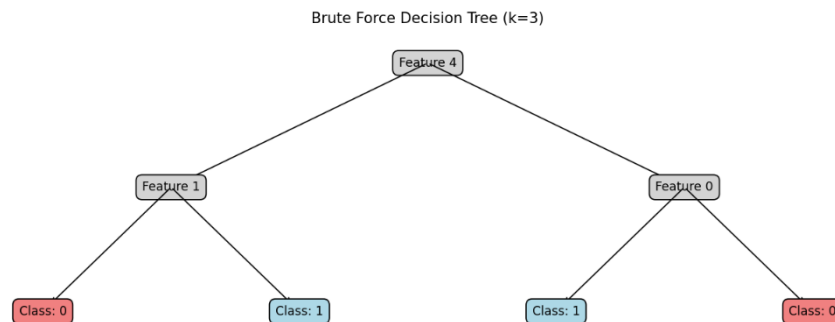 Brute Force Decision Tree (k=3)
Feature 4
Feature 1
Feature 0
Class: 0
Class: 1
Class: 1
Class: 0